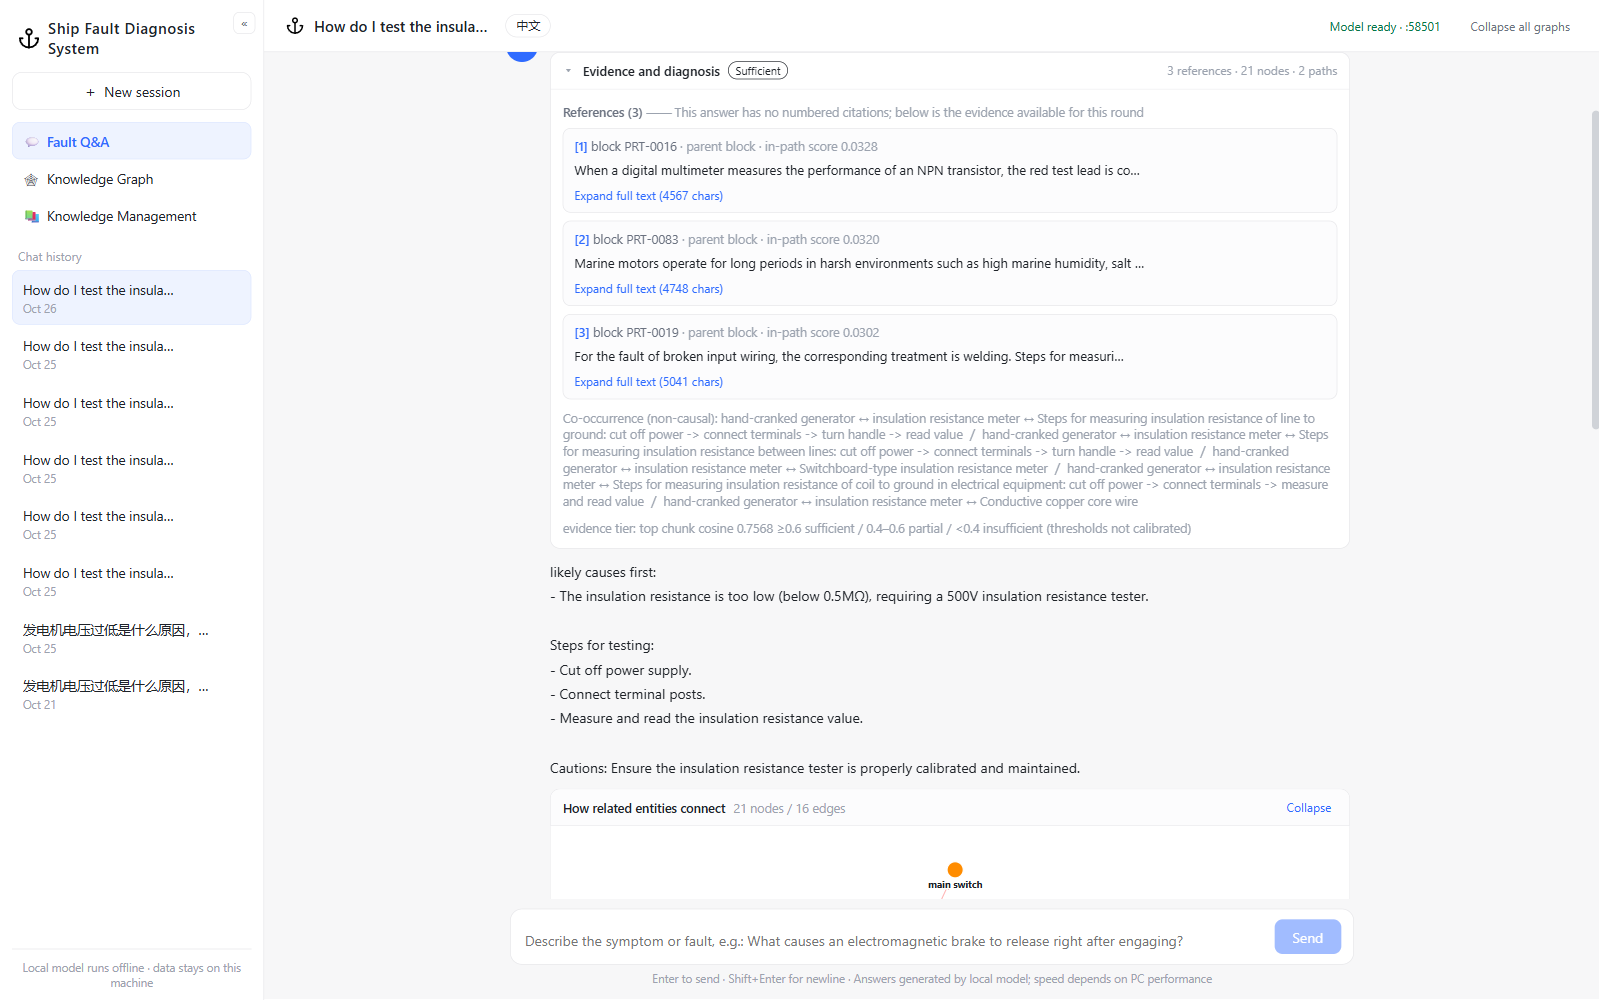 Ship Fault Diagnosis
System
«
+ New session
Fault Q&A
Knowledge Graph
Knowledge Management
Chat history
How do I test the insula...
Oct 26
How do I test the insula...
Oct 25
How do I test the insula...
Oct 25
How do I test the insula...
Oct 25
How do I test the insula...
Oct 25
How do I test the insula...
Oct 25
发电机电压过低是什么原因，...
Oct 25
发电机电压过低是什么原因，...
Oct 21
Local model runs offline · data stays on this
machine
How do I test the insula...
中文
Model ready · :58501
Collapse all graphs
Evidence and diagnosis
Sufficient
3 references · 21 nodes · 2 paths
References (3) —— This answer has no numbered citations; below is the evidence available for this round
[1] block PRT-0016 · parent block · in-path score 0.0328
When a digital multimeter measures the performance of an NPN transistor, the red test lead is co...
Expand full text (4567 chars)
[2] block PRT-0083 · parent block · in-path score 0.0320
Marine motors operate for long periods in harsh environments such as high marine humidity, salt ...
Expand full text (4748 chars)
[3] block PRT-0019 · parent block · in-path score 0.0302
For the fault of broken input wiring, the corresponding treatment is welding. Steps for measuri...
Expand full text (5041 chars)
Co-occurrence (non-causal): hand-cranked generator ↔ insulation resistance meter ↔ Steps for measuring insulation resistance of line to
ground: cut off power -> connect terminals -> turn handle -> read value / hand-cranked generator ↔ insulation resistance meter ↔ Steps
for measuring insulation resistance between lines: cut off power -> connect terminals -> turn handle -> read value / hand-cranked
generator ↔ insulation resistance meter ↔ Switchboard-type insulation resistance meter / hand-cranked generator ↔ insulation resistance
meter ↔ Steps for measuring insulation resistance of coil to ground in electrical equipment: cut off power -> connect terminals -> measure
and read value / hand-cranked generator ↔ insulation resistance meter ↔ Conductive copper core wire
evidence tier: top chunk cosine 0.7568 ≥0.6 sufficient / 0.4–0.6 partial / <0.4 insufficient (thresholds not calibrated)
likely causes first:
- The insulation resistance is too low (below 0.5MΩ), requiring a 500V insulation resistance tester.
Steps for testing:
- Cut off power supply.
- Connect terminal posts.
- Measure and read the insulation resistance value.
Cautions: Ensure the insulation resistance tester is properly calibrated and maintained.
How related entities connect 21 nodes / 16 edges
Collapse
main switch
Describe the symptom or fault, e.g.: What causes an electromagnetic brake to release right after engaging?
Send
Enter to send · Shift+Enter for newline · Answers generated by local model; speed depends on PC performance